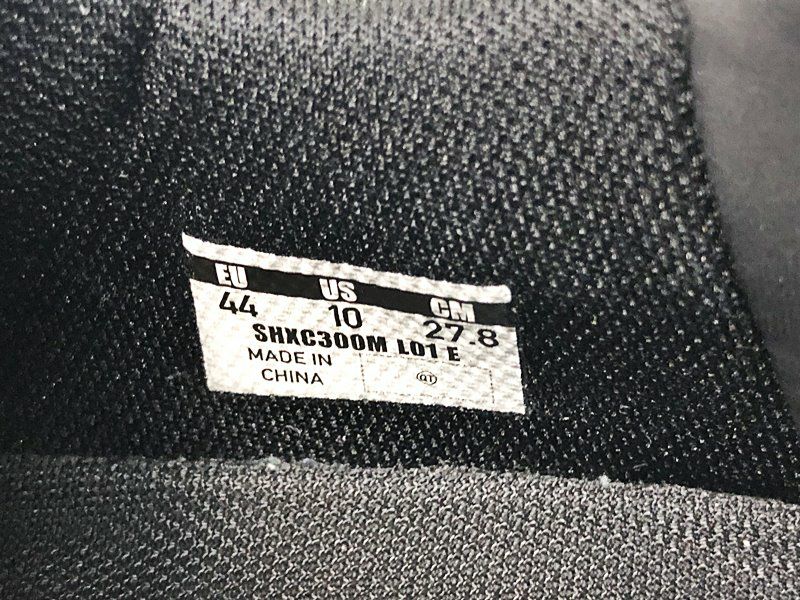 EU US CM
44 10 27.8
SHXC300M L01 E
MADE IN
CHINA